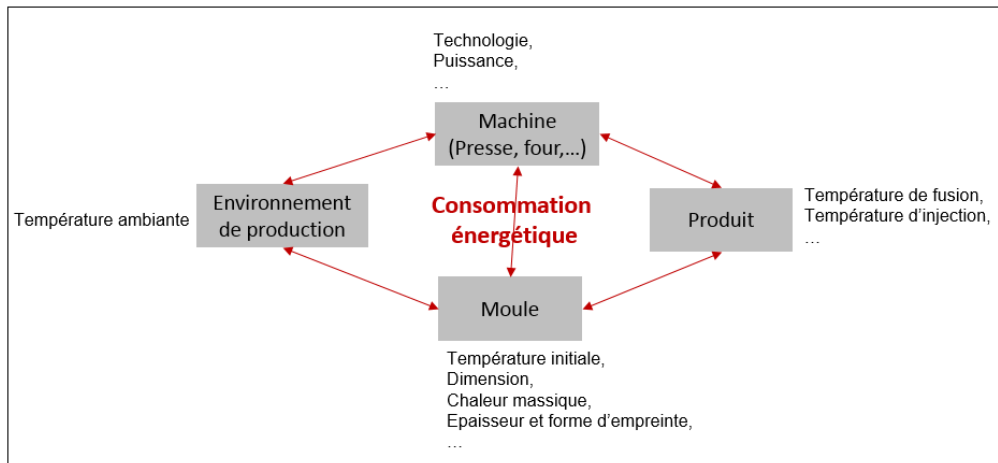 Technologie,
Puissance,
...
Machine
(Presse, four,...)
Environnement
de production
Température ambiante
Consommation
énergétique
Produit
Température de fusion,
Température d'injection,
...
Moule
Température initiale,
Dimension,
Chaleur massique,
Epaisseur et forme d'empreinte,
...